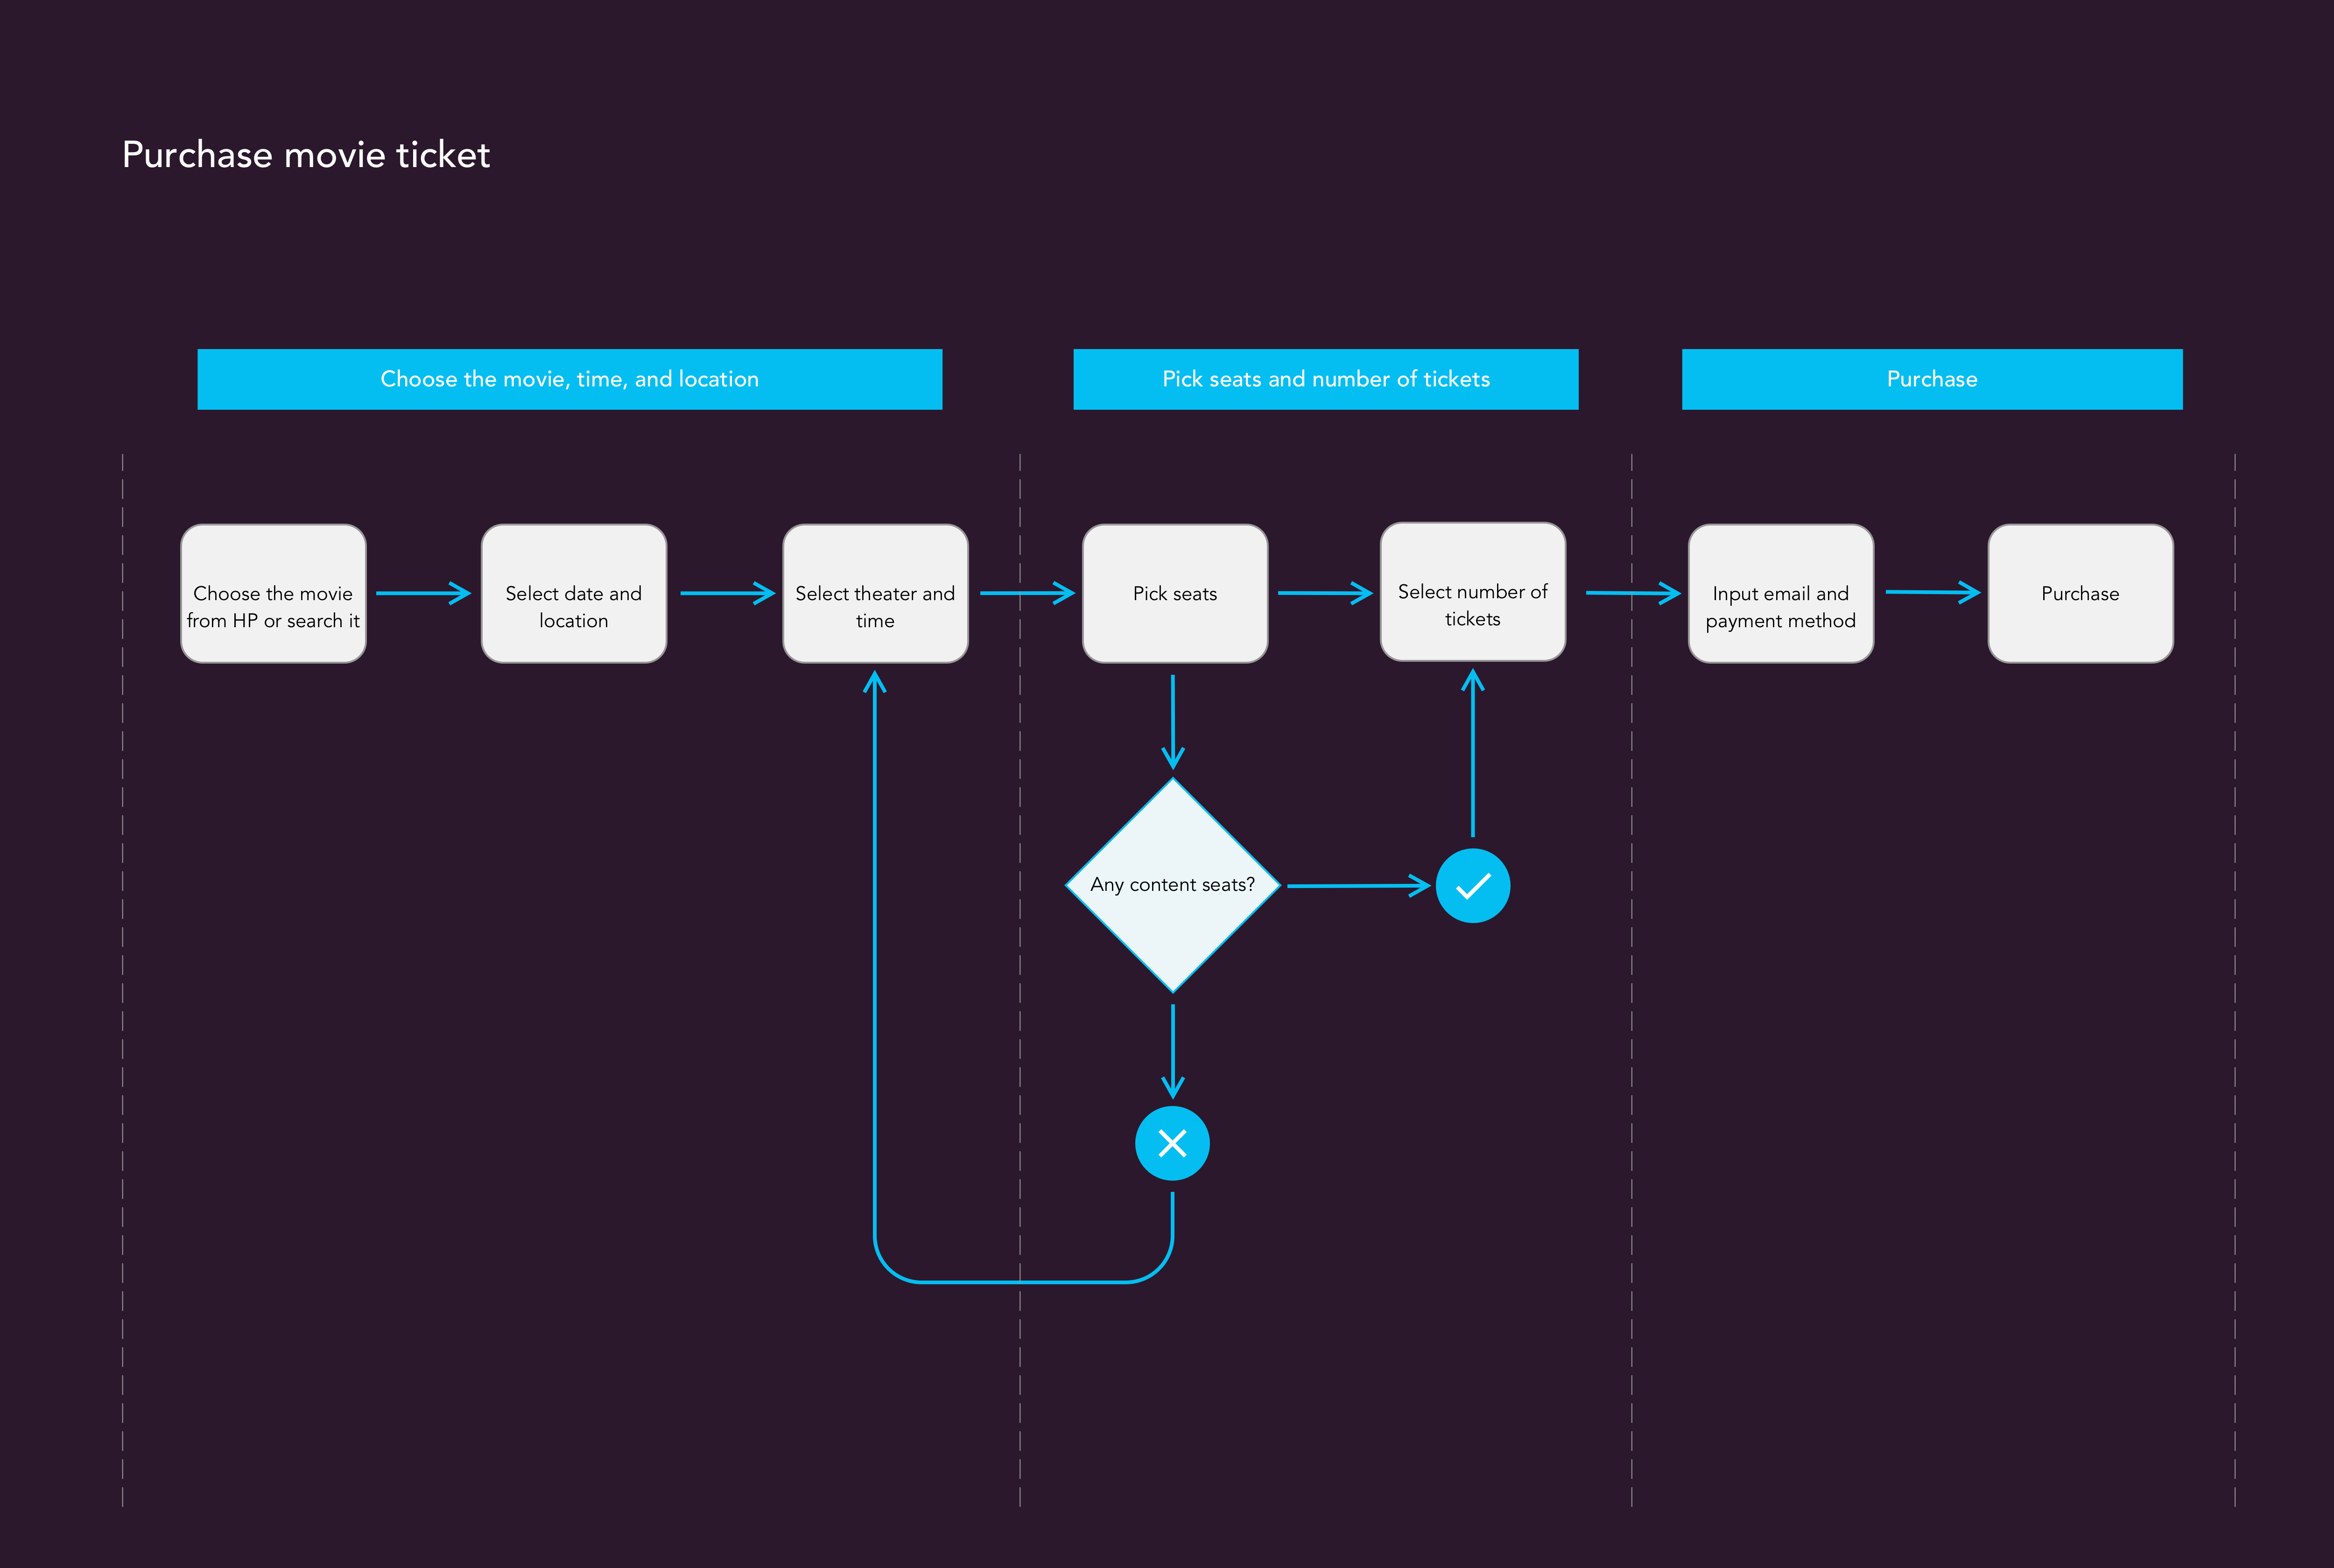 Purchase movie ticket
Choose the movie, time, and location
Pick seats and number of tickets
Purchase
Choose the movie
from HP or search it
Select date and
location
Select theater and
time
Pick seats
Select number of
tickets
Input email and
payment method
Purchase
Any content seats?